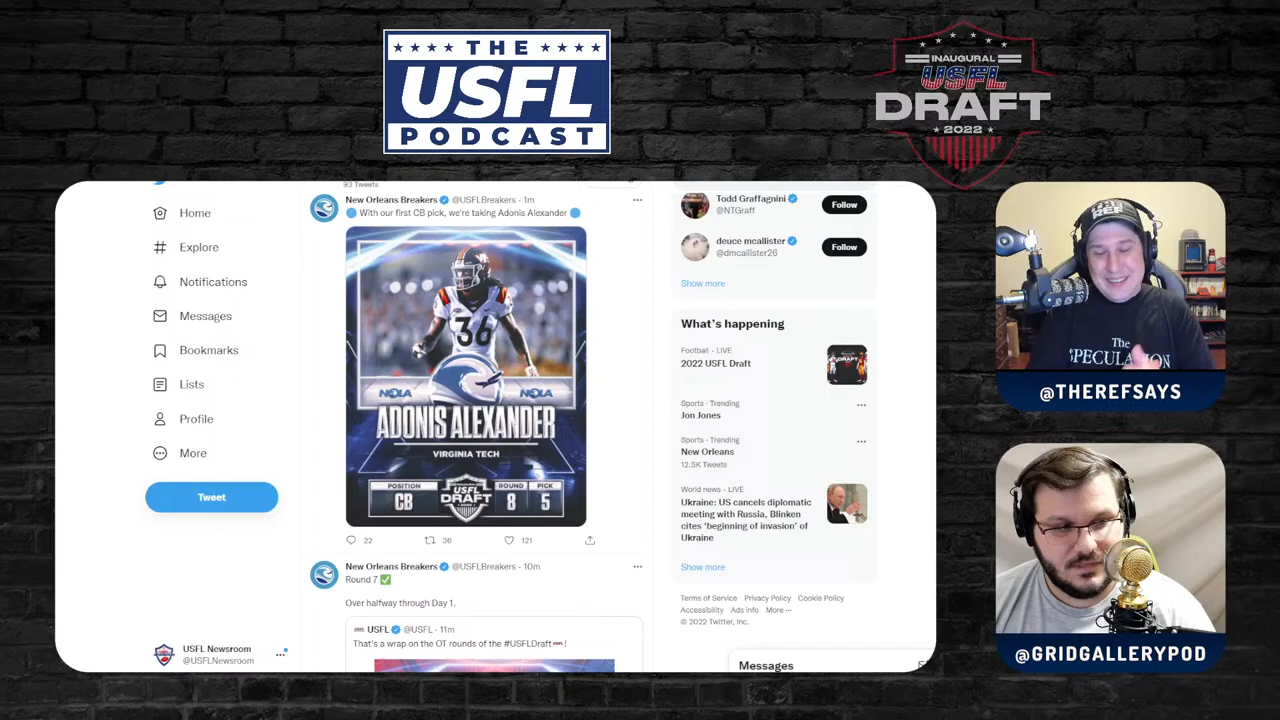 ★★★★ THE ★★★★
USFL
PODCAST
INAUGURAL
USFL
DRAFT
★ 2022 ★
93 Tweets
Home
Explore
Notifications
Messages
Bookmarks
Lists
Profile
More
Tweet
USFL Newsroom
@USFLNewsroom
New Orleans Breakers @USFLBreakers · 1m
With our first CB pick, we're taking Adonis Alexander
36
NOLA NOLA
ADONIS ALEXANDER
VIRGINIA TECH
POSITION
CB
USFL
DRAFT
ROUND
8
PICK
5
22 36 121
New Orleans Breakers @USFLBreakers · 10m
Round 7 ✅
Over halfway through Day 1.
USFL @USFL · 11m
That's a wrap on the OT rounds of the #USFLDraft !
Todd Graffagnini
@NTGraff
Follow
deuce mcallister
@dmcallister26
Follow
Show more
What's happening
Football · LIVE
2022 USFL Draft
Sports · Trending
Jon Jones
Sports · Trending
New Orleans
12.5K Tweets
World news · LIVE
Ukraine: US cancels diplomatic
meeting with Russia, Blinken
cites 'beginning of invasion' of
Ukraine
Show more
Terms of Service Privacy Policy Cookie Policy
Accessibility Ads info More ···
© 2022 Twitter, Inc.
Messages
REF
The
SPECULATION
@THEREFSAYS
@GRIDGALLERYPOD